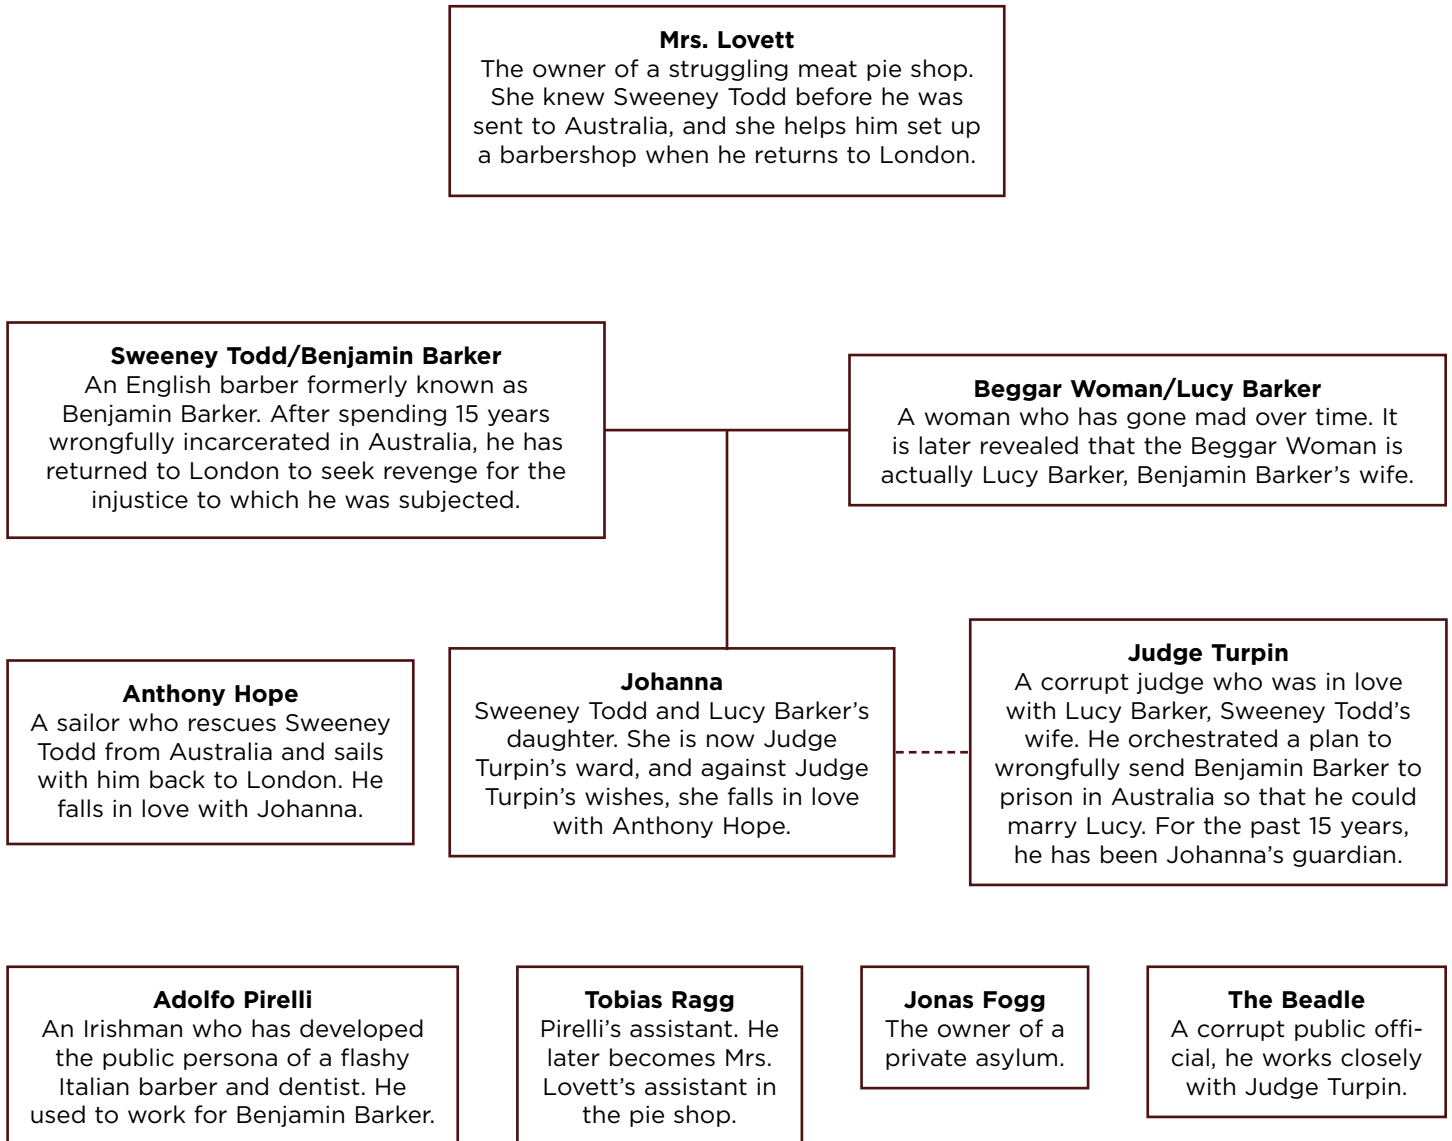 Mrs. Lovett
The owner of a struggling meat pie shop.
She knew Sweeney Todd before he was
sent to Australia, and she helps him set up
a barbershop when he returns to London.
Sweeney Todd/Benjamin Barker
An English barber formerly known as
Benjamin Barker. After spending 15 years
wrongfully incarcerated in Australia, he has
returned to London to seek revenge for the
injustice to which he was subjected.
Beggar Woman/Lucy Barker
A woman who has gone mad over time. It
is later revealed that the Beggar Woman is
actually Lucy Barker, Benjamin Barker’s wife.
Anthony Hope
A sailor who rescues Sweeney
Todd from Australia and sails
with him back to London. He
falls in love with Johanna.
Johanna
Sweeney Todd and Lucy Barker’s
daughter. She is now Judge
Turpin’s ward, and against Judge
Turpin’s wishes, she falls in love
with Anthony Hope.
Judge Turpin
A corrupt judge who was in love
with Lucy Barker, Sweeney Todd’s
wife. He orchestrated a plan to
wrongfully send Benjamin Barker to
prison in Australia so that he could
marry Lucy. For the past 15 years,
he has been Johanna’s guardian.
Adolfo Pirelli
An Irishman who has developed
the public persona of a flashy
Italian barber and dentist. He
used to work for Benjamin Barker.
Tobias Ragg
Pirelli’s assistant. He
later becomes Mrs.
Lovett’s assistant in
the pie shop.
Jonas Fogg
The owner of a
private asylum.
The Beadle
A corrupt public offi-
cial, he works closely
with Judge Turpin.